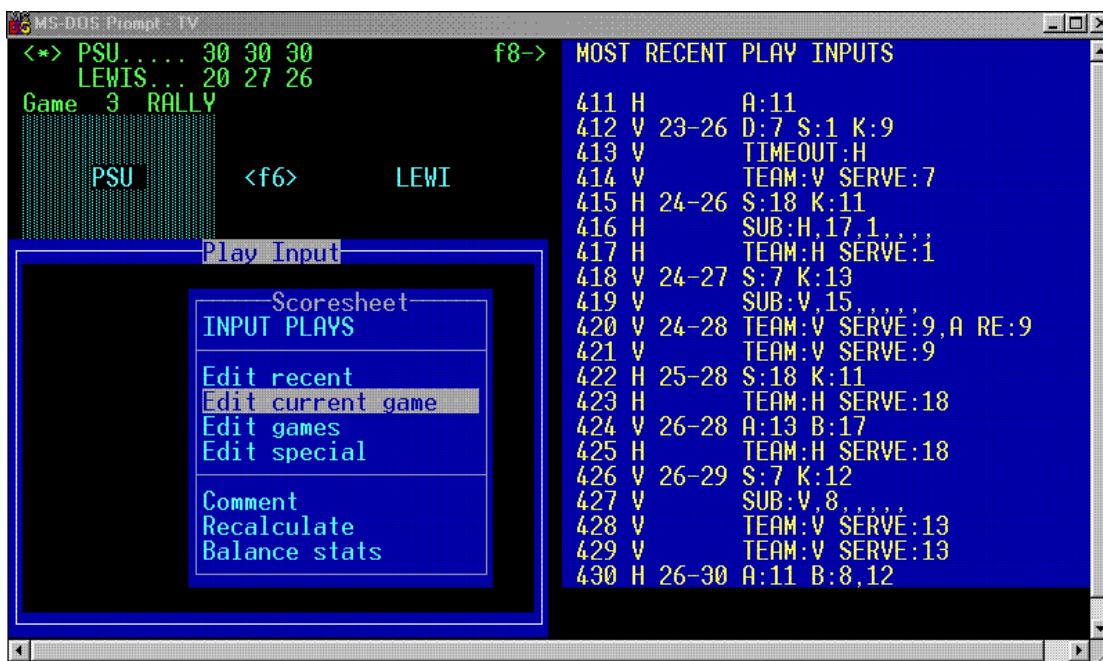 MS-DOS Prompt - TV
<*> PSU..... 30 30 30 f8->
LEWIS... 20 27 26
Game 3 RALLY
PSU <f6> LEWI
Play Input
Scoresheet
INPUT PLAYS
Edit recent
Edit current game
Edit games
Edit special
Comment
Recalculate
Balance stats
MOST RECENT PLAY INPUTS
411 H A:11
412 V 23-26 D:7 S:1 K:9
413 V TIMEOUT:H
414 V TEAM:V SERVE:7
415 H 24-26 S:18 K:11
416 H SUB:H,17,1,,,,
417 H TEAM:H SERVE:1
418 V 24-27 S:7 K:13
419 V SUB:V,15,,,,,
420 V 24-28 TEAM:V SERVE:9,A RE:9
421 V TEAM:V SERVE:9
422 H 25-28 S:18 K:11
423 H TEAM:H SERVE:18
424 V 26-28 A:13 B:17
425 H TEAM:H SERVE:18
426 V 26-29 S:7 K:12
427 V SUB:V,8,,,,,
428 V TEAM:V SERVE:13
429 V TEAM:V SERVE:13
430 H 26-30 A:11 B:8,12